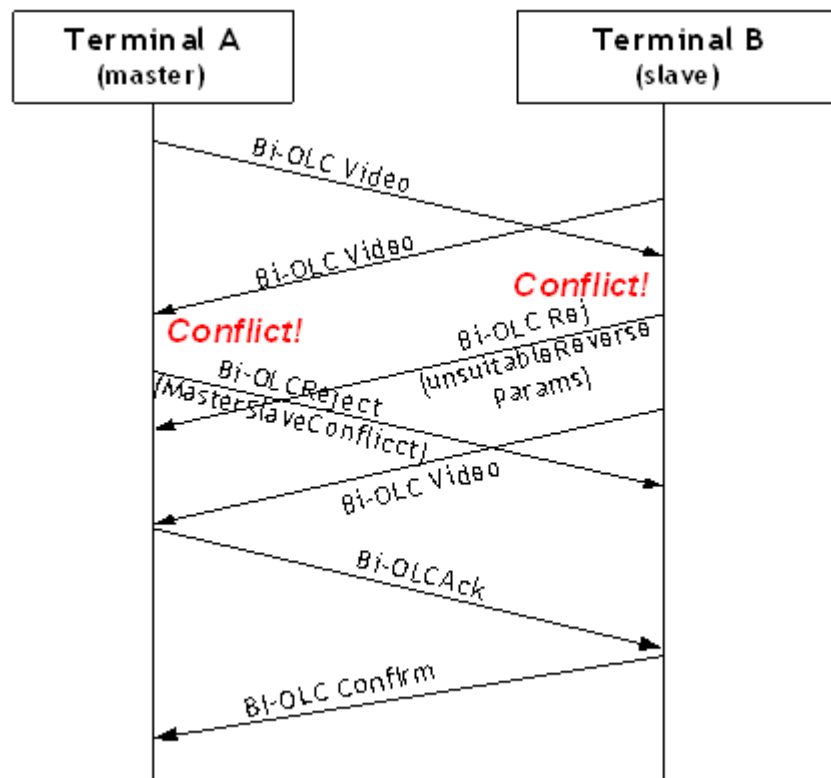 Terminal A
(master)
Terminal B
(slave)
Bi-OLC Video
Bi-OLC Video
Conflict!
Conflict!
Bi-OLC Rej
(unsuitableReverse
params)
Bi-OLCReject
(MasterSlaveConflicct)
Bi-OLC Video
Bi-OLCAck
Bi-OLC Confirm